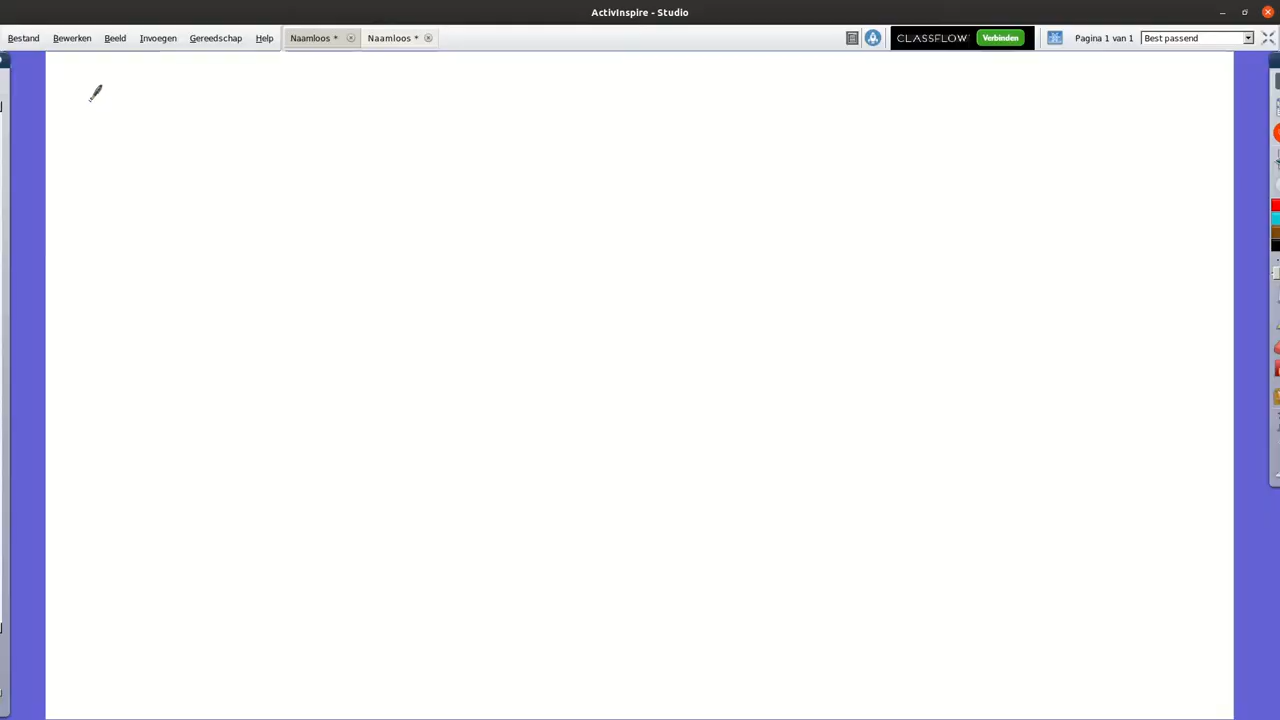 ActivInspire - Studio
Bestand Bewerken Beeld Invoegen Gereedschap Help Naamloos * Naamloos * CLASSFLOW Verbinden Pagina 1 van 1 Best passend